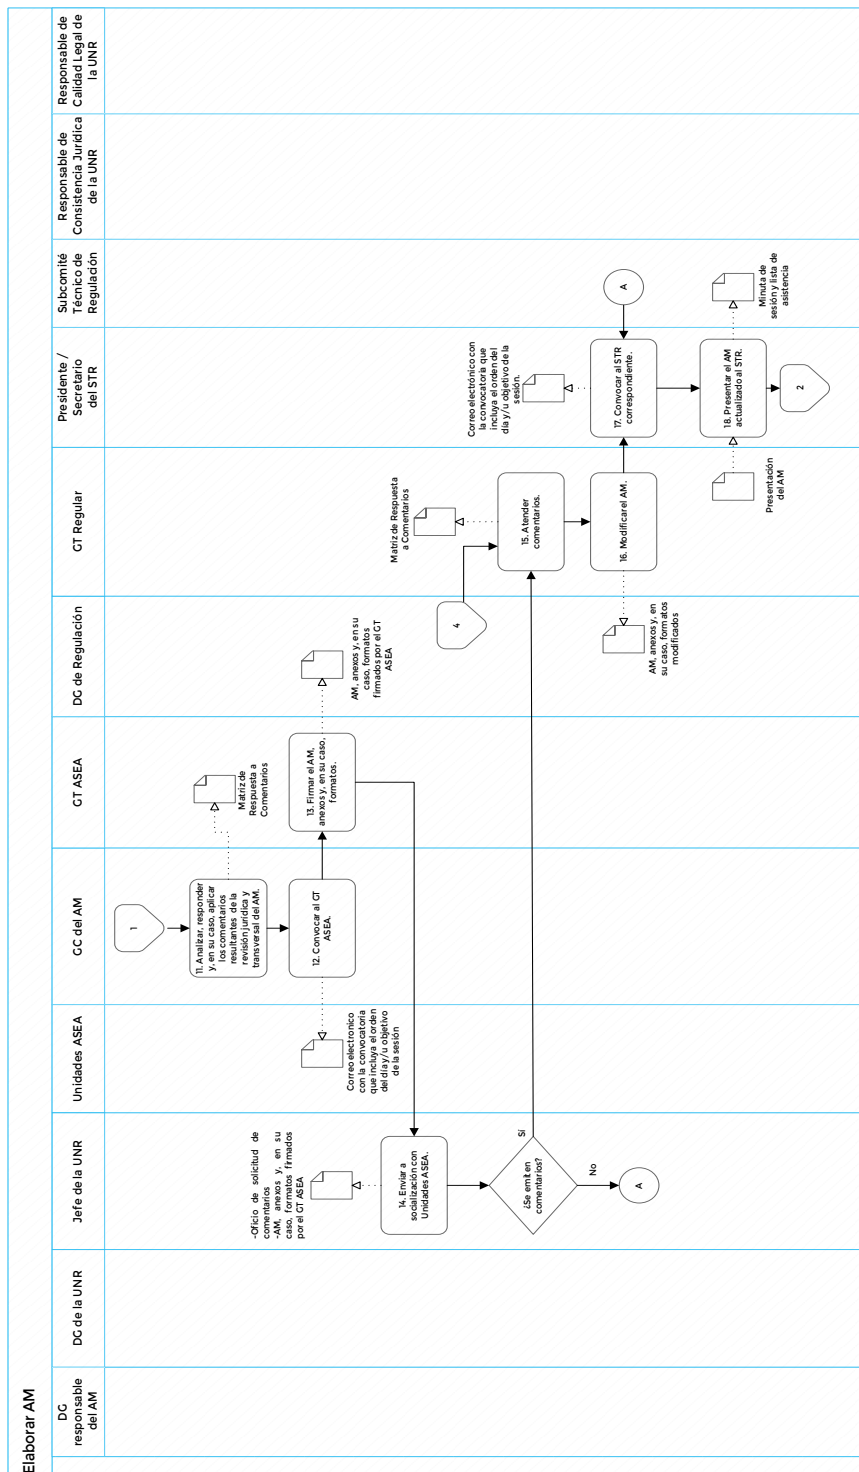 Elaborar AM
Responsable de
Calidad Legal de
la UNR
Responsable de
Consistencia Jurídica
de la UNR
Subcomité
Técnico de
Regulación
Presidente /
Secretario
del STR
GT Regular
DG de Regulación
GT ASEA
GC del AM
Unidades ASEA
Jefe de la UNR
DG de la UNR
DG
responsable
del AM
1
11. Analizar, responder
y, en su caso, aplicar
los comentarios
resultantes de la
revisión jurídica y
transversal del AM.
Matriz de
Respuesta a
Comentarios
12. Convocar al GT
ASEA.
Correo electronico
con la convocatoria
que incluya el orden
del día y/u objetivo
de la sesión
13. Firmar el AM,
anexos y, en su caso,
formatos.
AM, anexos y, en su
caso, formatos
firmados por el GT
ASEA
14. Enviar a
socialización con
Unidades ASEA.
-Oficio de solicitud de
comentarios
-AM, anexos y, en su
caso, formatos firmados
por el GT ASEA
¿Se emiten
comentarios?
Sí
No
A
4
15. Atender
comentarios.
Matriz de Respuesta
a Comentarios
16. Modificar el AM.
AM, anexos y, en
su caso, formatos
modificados
A
17. Convocar al STR
correspondiente.
Correo electrónico con
la convocatoria que
incluya el orden del
día y/u objetivo de la
sesión.
18. Presentar el AM
actualizado al STR.
Presentación
del AM
Minuta de
sesión y lista de
asistencia
2